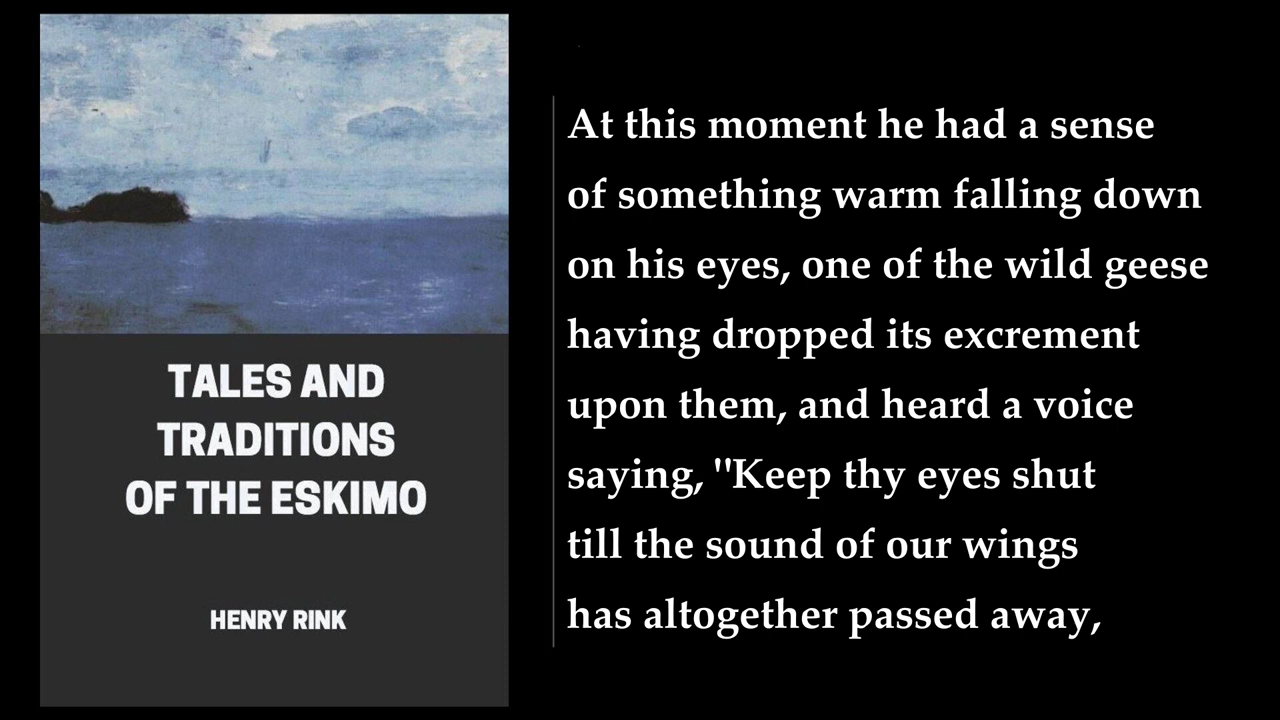 TALES AND
TRADITIONS
OF THE ESKIMO
HENRY RINK
At this moment he had a sense
of something warm falling down
on his eyes, one of the wild geese
having dropped its excrement
upon them, and heard a voice
saying, "Keep thy eyes shut
till the sound of our wings
has altogether passed away,